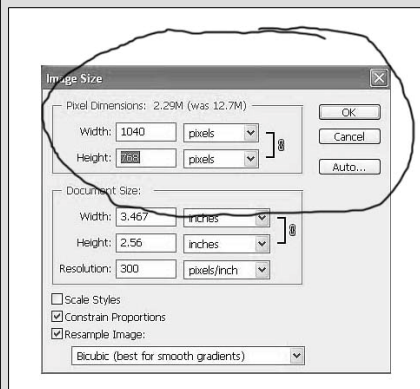 Image Size
Pixel Dimensions: 2.29M (was 12.7M)
OK
Width: 1040 pixels
Cancel
Height: 768 pixels
Auto...
Document Size:
Width: 3.467 inches
Height: 2.56 inches
Resolution: 300 pixels/inch
Scale Styles
Constrain Proportions
Resample Image:
Bicubic (best for smooth gradients)